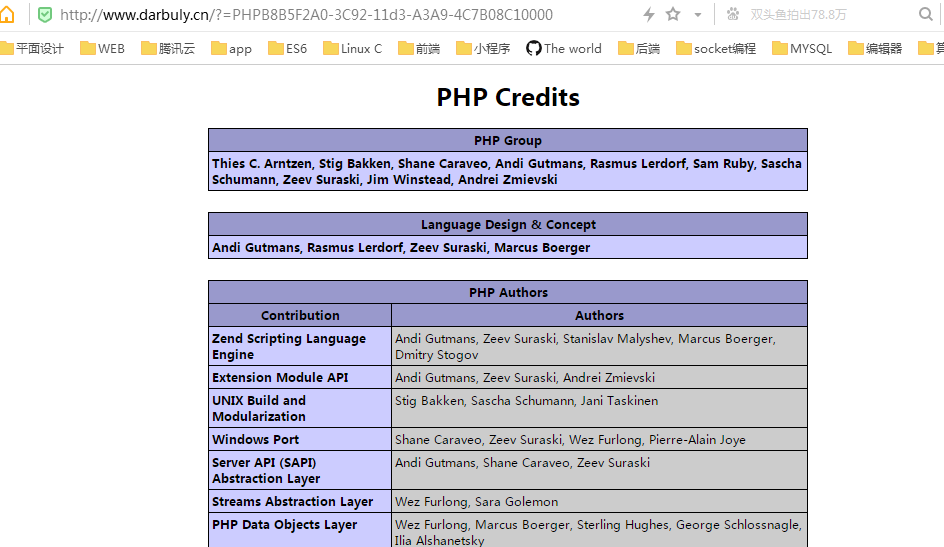 http://www.darbuly.cn/?=PHPB8B5F2A0-3C92-11d3-A3A9-4C7B08C10000 双头鱼拍出78.8万
平面设计 WEB 腾讯云 app ES6 Linux C 前端 小程序 The world 后端 socket编程 MYSQL 编辑器
PHP Credits
PHP Group
Thies C. Arntzen, Stig Bakken, Shane Caraveo, Andi Gutmans, Rasmus Lerdorf, Sam Ruby, Sascha
Schumann, Zeev Suraski, Jim Winstead, Andrei Zmievski
Language Design & Concept
Andi Gutmans, Rasmus Lerdorf, Zeev Suraski, Marcus Boerger
PHP Authors
Contribution Authors
Zend Scripting Language
Engine
Andi Gutmans, Zeev Suraski, Stanislav Malyshev, Marcus Boerger,
Dmitry Stogov
Extension Module API Andi Gutmans, Zeev Suraski, Andrei Zmievski
UNIX Build and
Modularization
Stig Bakken, Sascha Schumann, Jani Taskinen
Windows Port Shane Caraveo, Zeev Suraski, Wez Furlong, Pierre-Alain Joye
Server API (SAPI)
Abstraction Layer
Andi Gutmans, Shane Caraveo, Zeev Suraski
Streams Abstraction Layer Wez Furlong, Sara Golemon
PHP Data Objects Layer Wez Furlong, Marcus Boerger, Sterling Hughes, George Schlossnagle,
Ilia Alshanetsky